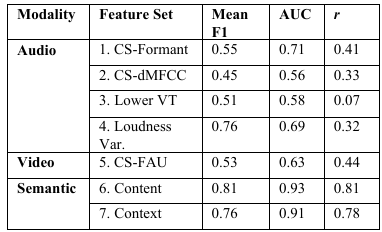 Modality Feature Set Mean F1 AUC r
Audio 1. CS-Formant 0.55 0.71 0.41
2. CS-dMFCC 0.45 0.56 0.33
3. Lower VT 0.51 0.58 0.07
4. Loudness Var. 0.76 0.69 0.32
Video 5. CS-FAU 0.53 0.63 0.44
Semantic 6. Content 0.81 0.93 0.81
7. Context 0.76 0.91 0.78